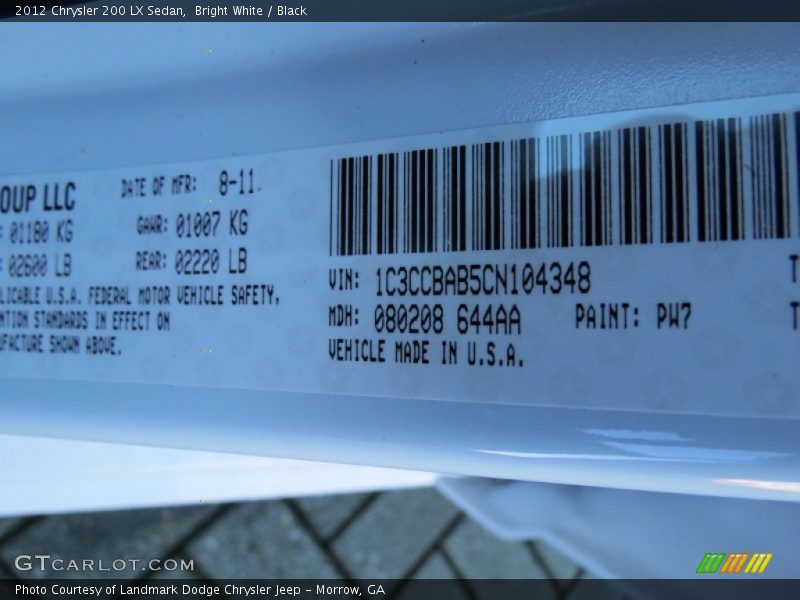 2012 Chrysler 200 LX Sedan, Bright White / Black
OUP LLC
DATE OF MFR: 8-11.
01180 KG
GAWR: 01007 KG
02600 LB
REAR: 02220 LB
LICABLE U.S.A. FEDERAL MOTOR VEHICLE SAFETY,
NTION STANDARDS IN EFFECT ON
UFACTURE SHOWN ABOVE.
VIN: 1C3CCBAB5CN104348
MDH: 080208 644AA PAINT: PW7
VEHICLE MADE IN U.S.A.
GTCARLOT.COM
Photo Courtesy of Landmark Dodge Chrysler Jeep - Morrow, GA